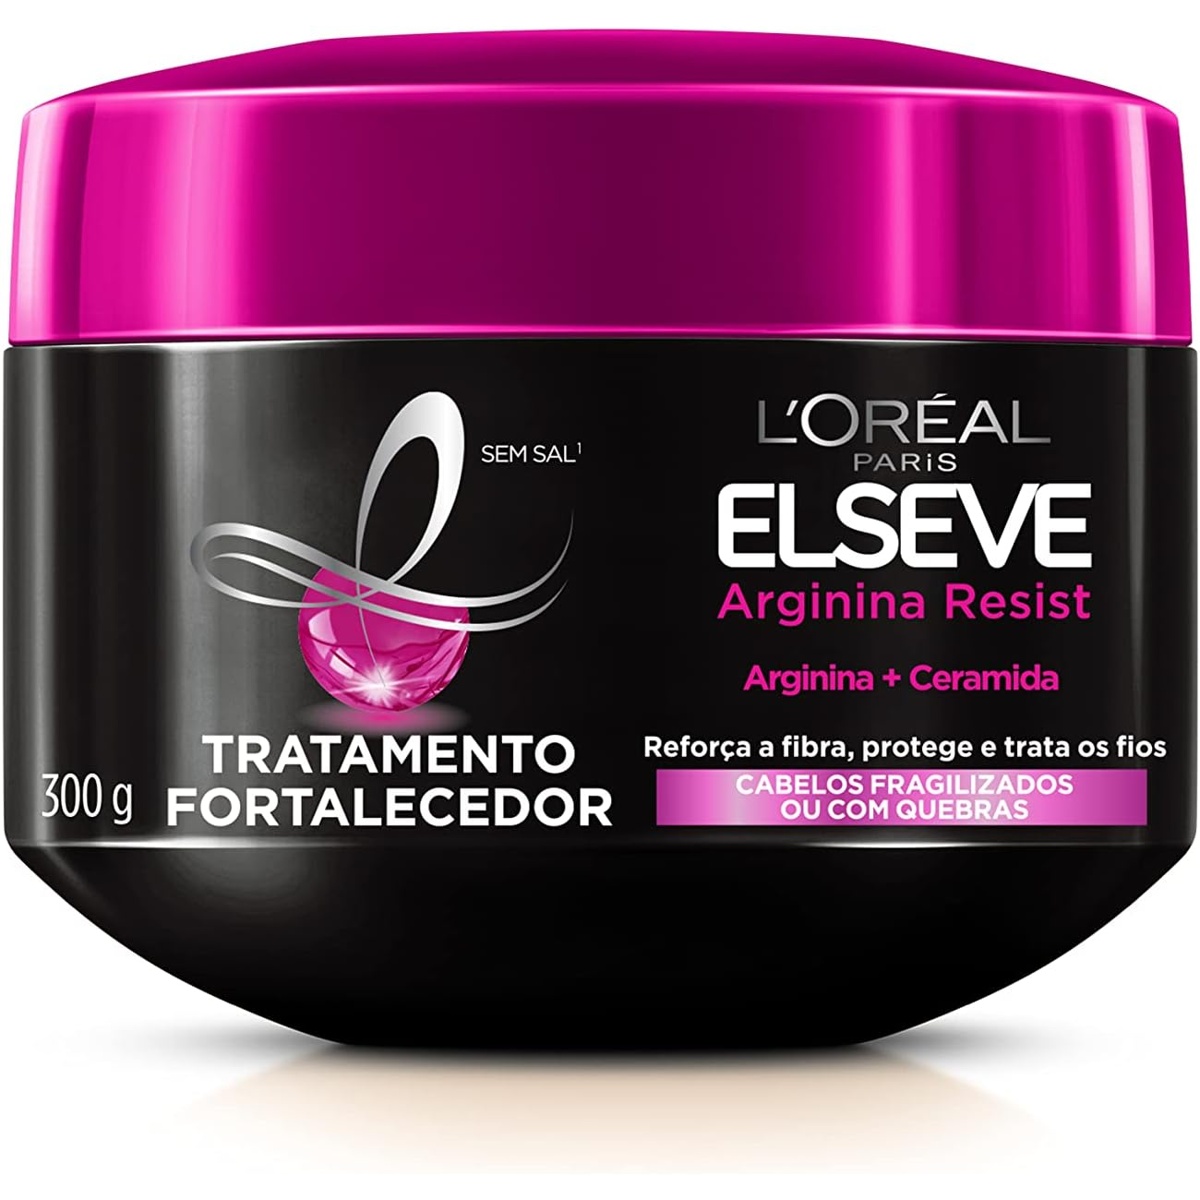 SEM SAL¹
TRATAMENTO
FORTALECEDOR
300 g
L'ORÉAL
PARiS
ELSEVE
Arginina Resist
Arginina + Ceramida
Reforça a fibra, protege e trata os fios
CABELOS FRAGILIZADOS
OU COM QUEBRAS